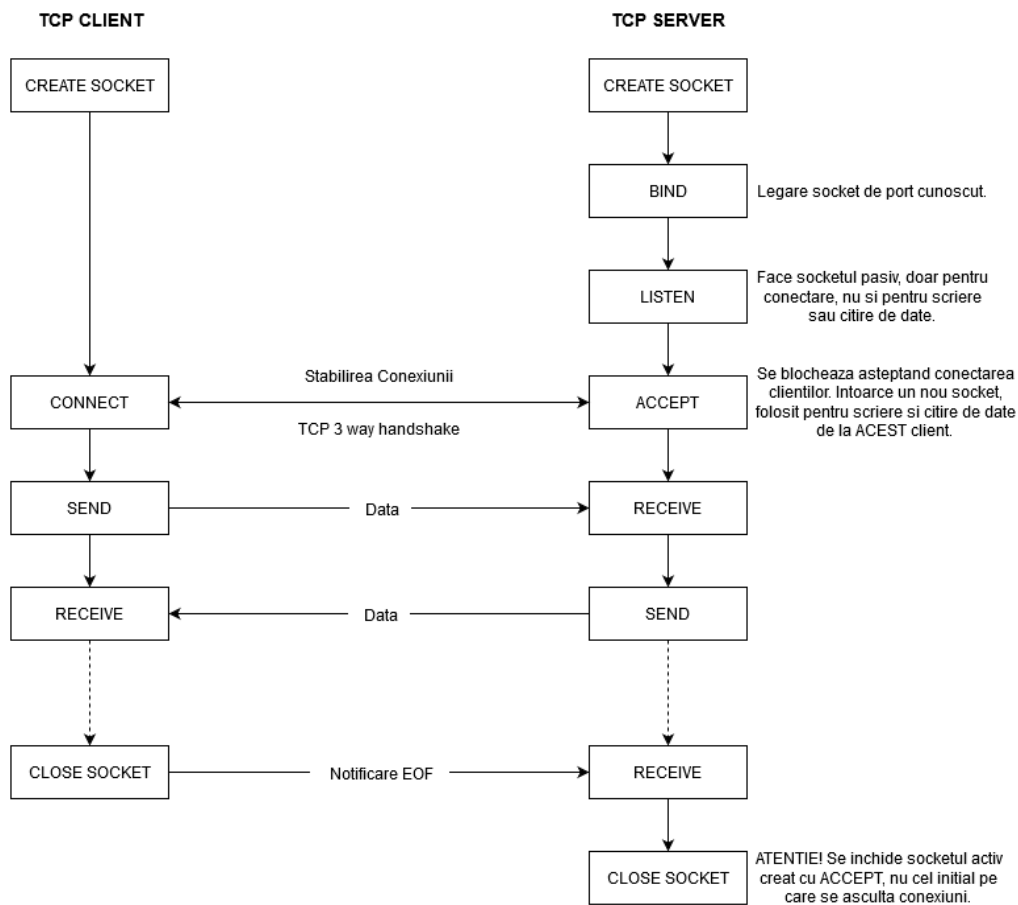 TCP CLIENT
TCP SERVER
CREATE SOCKET
CREATE SOCKET
BIND
Legare socket de port cunoscut.
LISTEN
Face socketul pasiv, doar pentru
conectare, nu si pentru scriere
sau citire de date.
CONNECT
Stabilirea Conexiunii
TCP 3 way handshake
ACCEPT
Se blocheaza asteptand conectarea
clientilor. Intoarce un nou socket,
folosit pentru scriere si citire de date
de la ACEST client.
SEND
Data
RECEIVE
RECEIVE
Data
SEND
CLOSE SOCKET
Notificare EOF
RECEIVE
CLOSE SOCKET
ATENTIE! Se inchide socketul activ
creat cu ACCEPT, nu cel initial pe
care se asculta conexiuni.